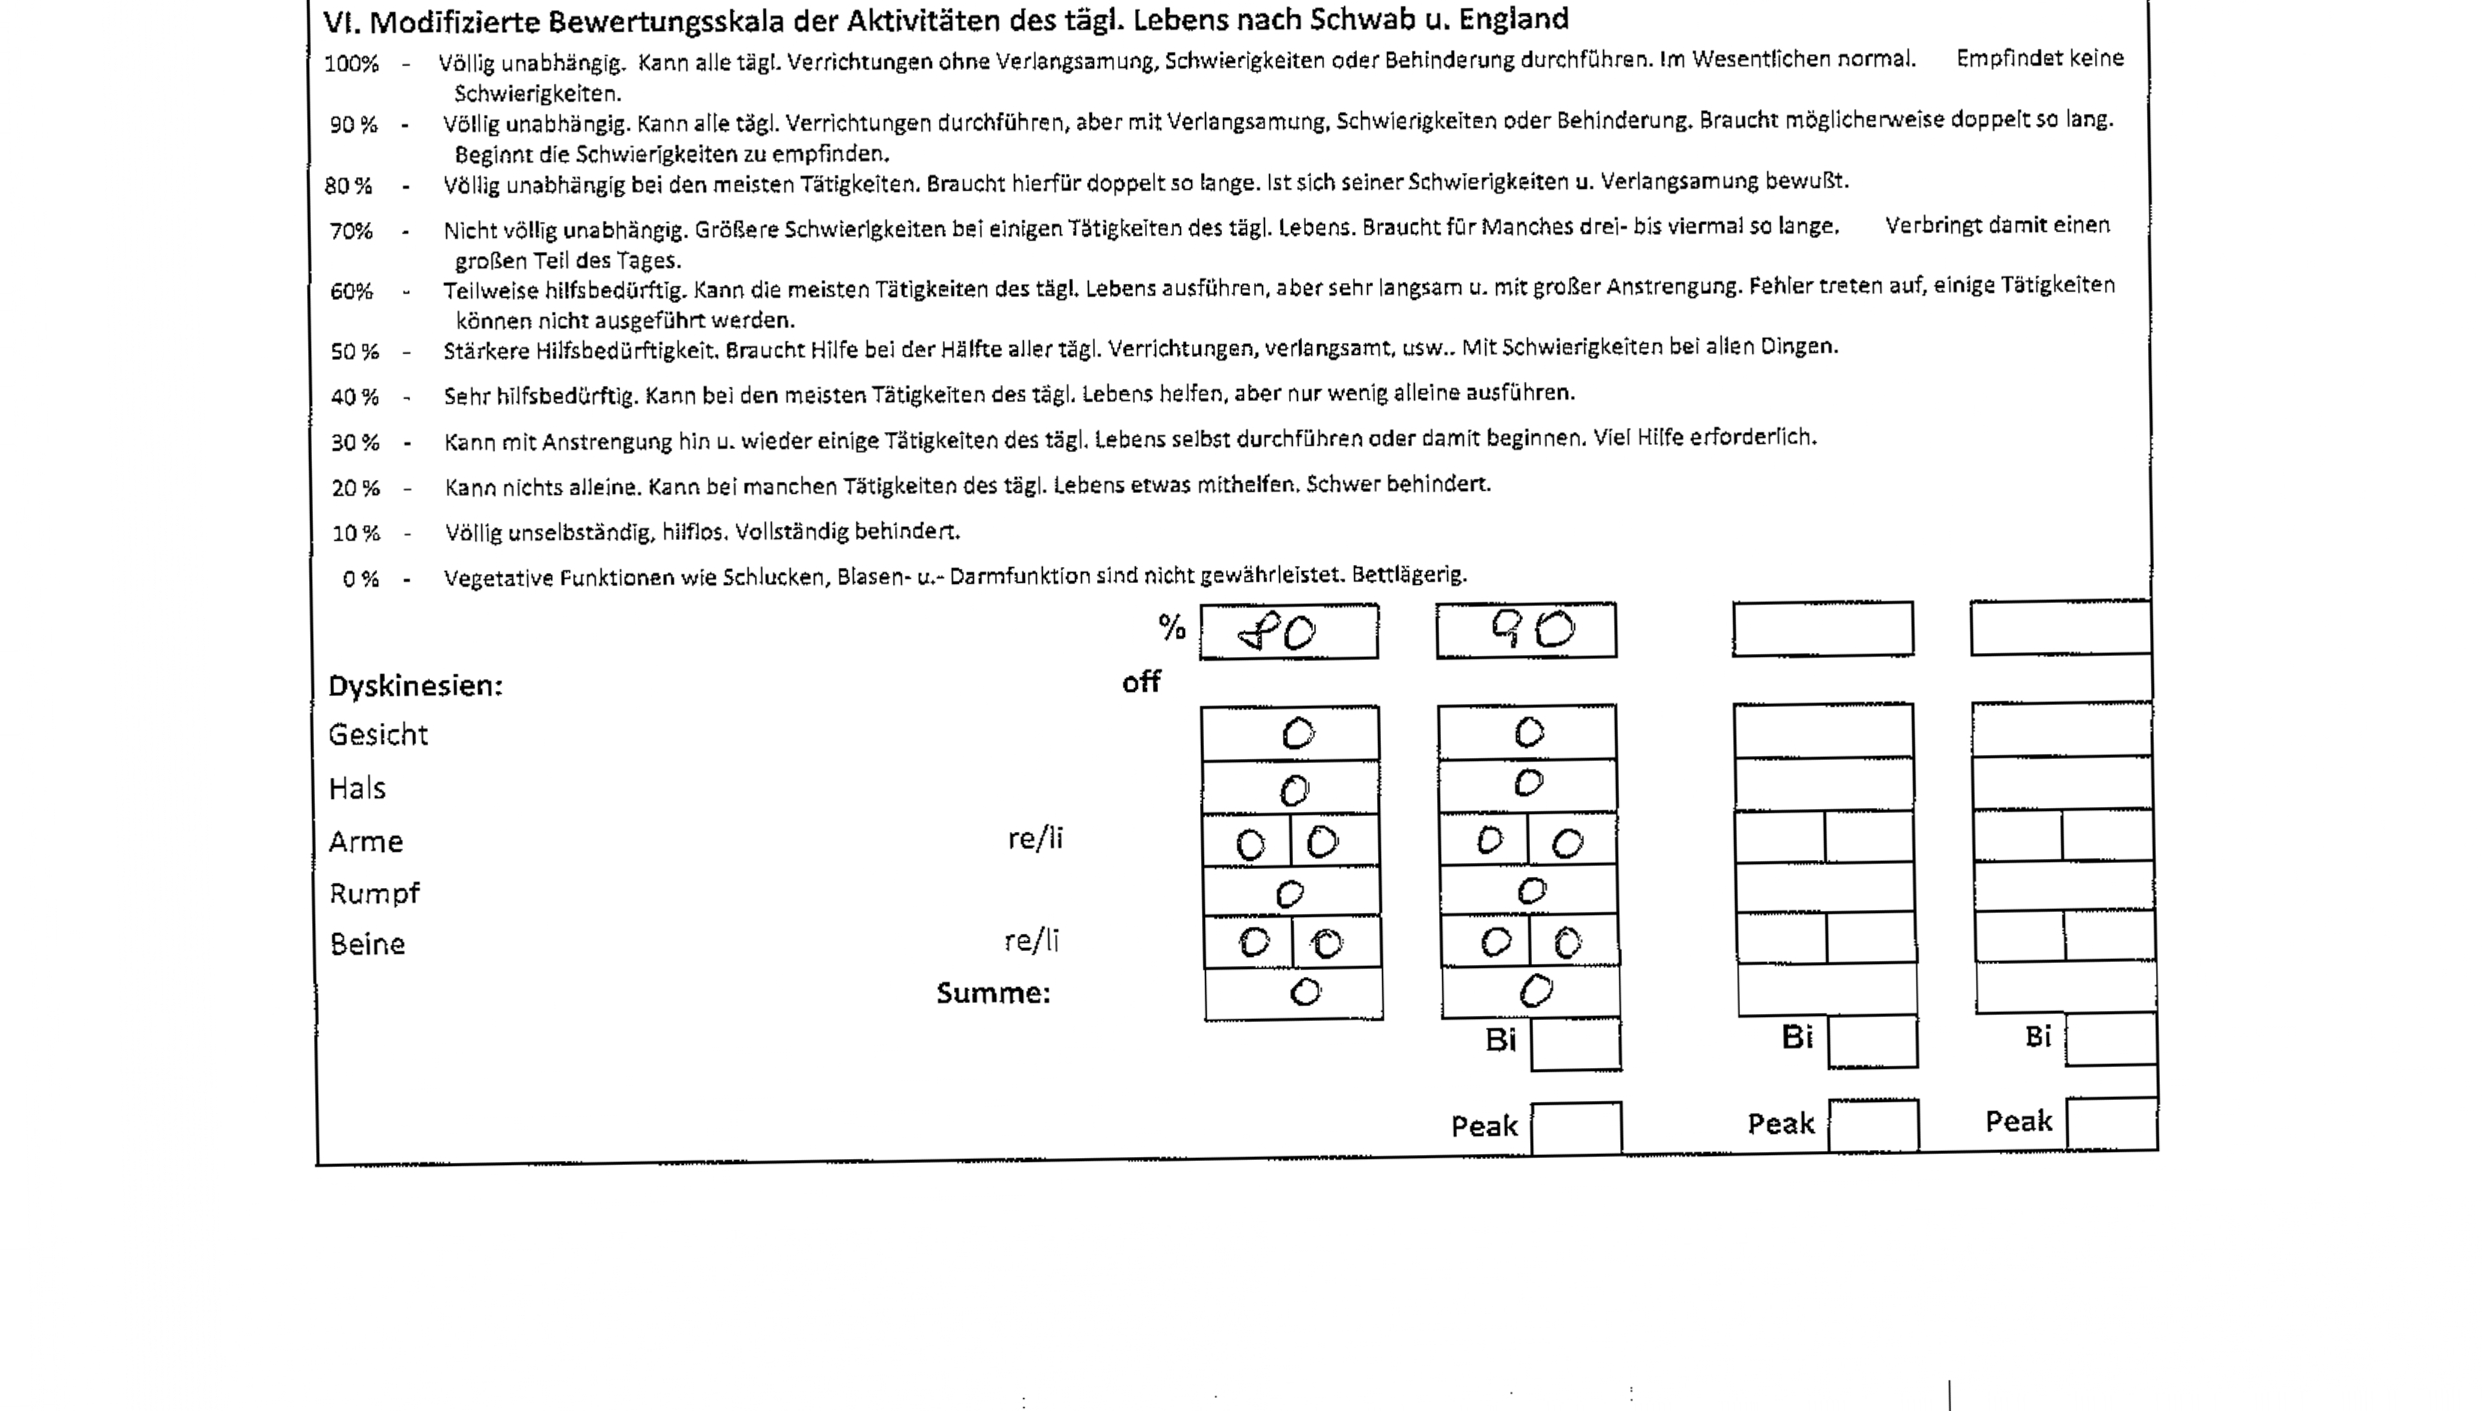 VI. Modifizierte Bewertungsskala der Aktivitäten des tägl. Lebens nach Schwab u. England
100% - Völlig unabhängig. Kann alle tägl. Verrichtungen ohne Verlangsamung, Schwierigkeiten oder Behinderung durchführen. Im Wesentlichen normal. Empfindet keine
Schwierigkeiten.
90 % - Völlig unabhängig. Kann alle tägl. Verrichtungen durchführen, aber mit Verlangsamung, Schwierigkeiten oder Behinderung. Braucht möglicherweise doppelt so lang.
Beginnt die Schwierigkeiten zu empfinden.
80 % - Völlig unabhängig bei den meisten Tätigkeiten. Braucht hierfür doppelt so lange. Ist sich seiner Schwierigkeiten u. Verlangsamung bewußt.
70% - Nicht völlig unabhängig. Größere Schwierigkeiten bei einigen Tätigkeiten des tägl. Lebens. Braucht für Manches drei- bis viermal so lange. Verbringt damit einen
großen Teil des Tages.
60% - Teilweise hilfsbedürftig. Kann die meisten Tätigkeiten des tägl. Lebens ausführen, aber sehr langsam u. mit großer Anstrengung. Fehler treten auf, einige Tätigkeiten
können nicht ausgeführt werden.
50 % - Stärkere Hilfsbedürftigkeit. Braucht Hilfe bei der Hälfte aller tägl. Verrichtungen, verlangsamt, usw.. Mit Schwierigkeiten bei allen Dingen.
40 % - Sehr hilfsbedürftig. Kann bei den meisten Tätigkeiten des tägl. Lebens helfen, aber nur wenig alleine ausführen.
30 % - Kann mit Anstrengung hin u. wieder einige Tätigkeiten des tägl. Lebens selbst durchführen oder damit beginnen. Viel Hilfe erforderlich.
20 % - Kann nichts alleine. Kann bei manchen Tätigkeiten des tägl. Lebens etwas mithelfen. Schwer behindert.
10 % - Völlig unselbständig, hilflos. Vollständig behindert.
0 % - Vegetative Funktionen wie Schlucken, Blasen- u.- Darmfunktion sind nicht gewährleistet. Bettlägerig.
% 80 90
Dyskinesien: off
Gesicht 0 0
Hals 0 0
Arme re/li 0 0 0 0
Rumpf 0 0
Beine re/li 0 0 0 0
Summe: 0 0
Bi Bi Bi
Peak Peak Peak